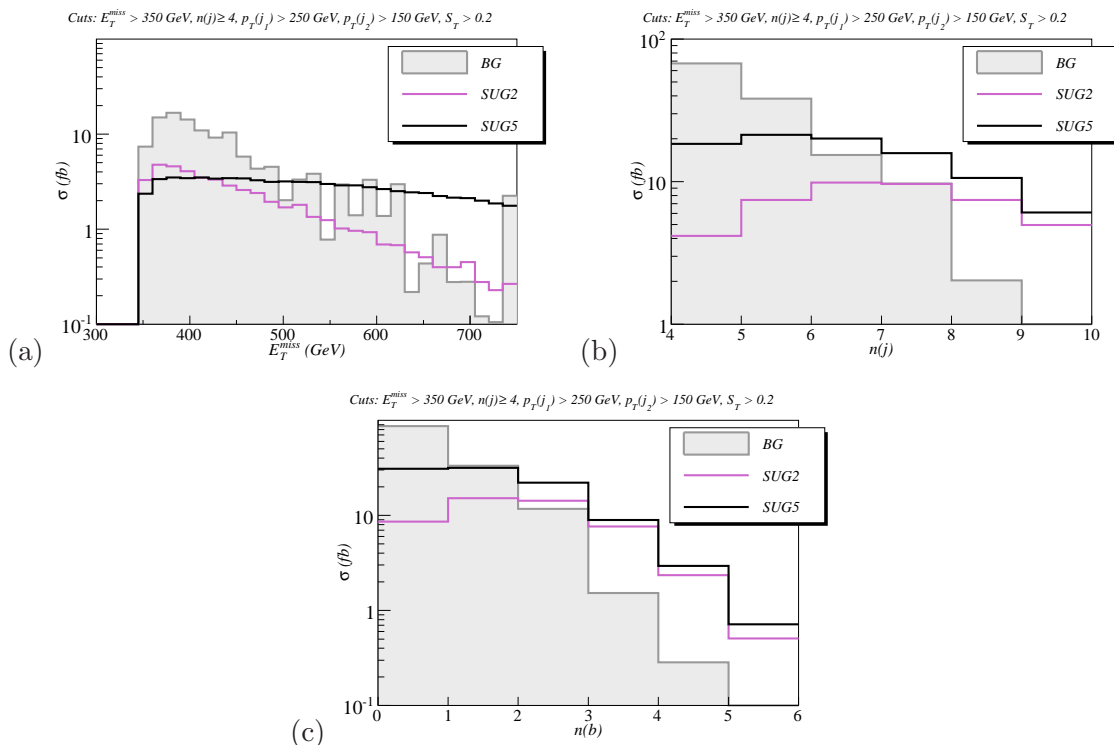 Cuts: E_T^miss > 350 GeV, n(j)≥ 4, p_T(j_1) > 250 GeV, p_T(j_2) > 150 GeV, S_T > 0.2
BG
SUG2
SUG5
σ (fb)
10
1
10^-1
300 400 500 600 700
E_T^miss (GeV)
(a)
Cuts: E_T^miss > 350 GeV, n(j)≥ 4, p_T(j_1) > 250 GeV, p_T(j_2) > 150 GeV, S_T > 0.2
BG
SUG2
SUG5
σ (fb)
10^2
10
1
4 5 6 7 8 9 10
n(j)
(b)
Cuts: E_T^miss > 350 GeV, n(j)≥ 4, p_T(j_1) > 250 GeV, p_T(j_2) > 150 GeV, S_T > 0.2
BG
SUG2
SUG5
σ (fb)
10
1
10^-1
0 1 2 3 4 5 6
n(b)
(c)